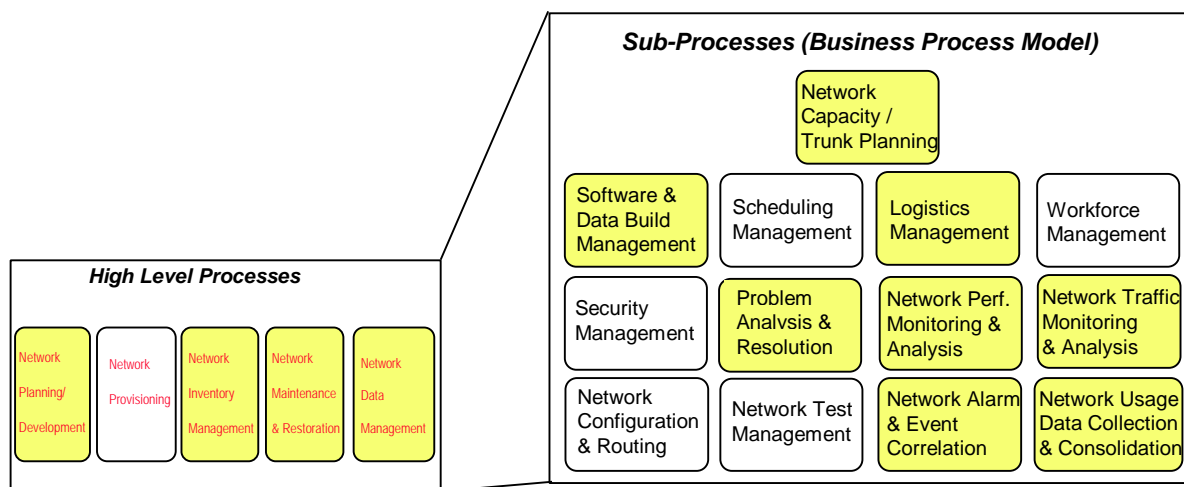 Sub-Processes (Business Process Model)
Network
Capacity /
Trunk Planning
Software &
Data Build
Management
Scheduling
Management
Logistics
Management
Workforce
Management
Security
Management
Problem
Analvsis &
Resolution
Network Perf.
Monitoring &
Analysis
Network Traffic
Monitoring
& Analysis
Network
Configuration
& Routing
Network Test
Management
Network Alarm
& Event
Correlation
Network Usage
Data Collection
& Consolidation
High Level Processes
Network
Planning/
Development
Network
Provisioning
Network
Inventory
Management
Network
Maintenance
& Restoration
Network
Data
Management